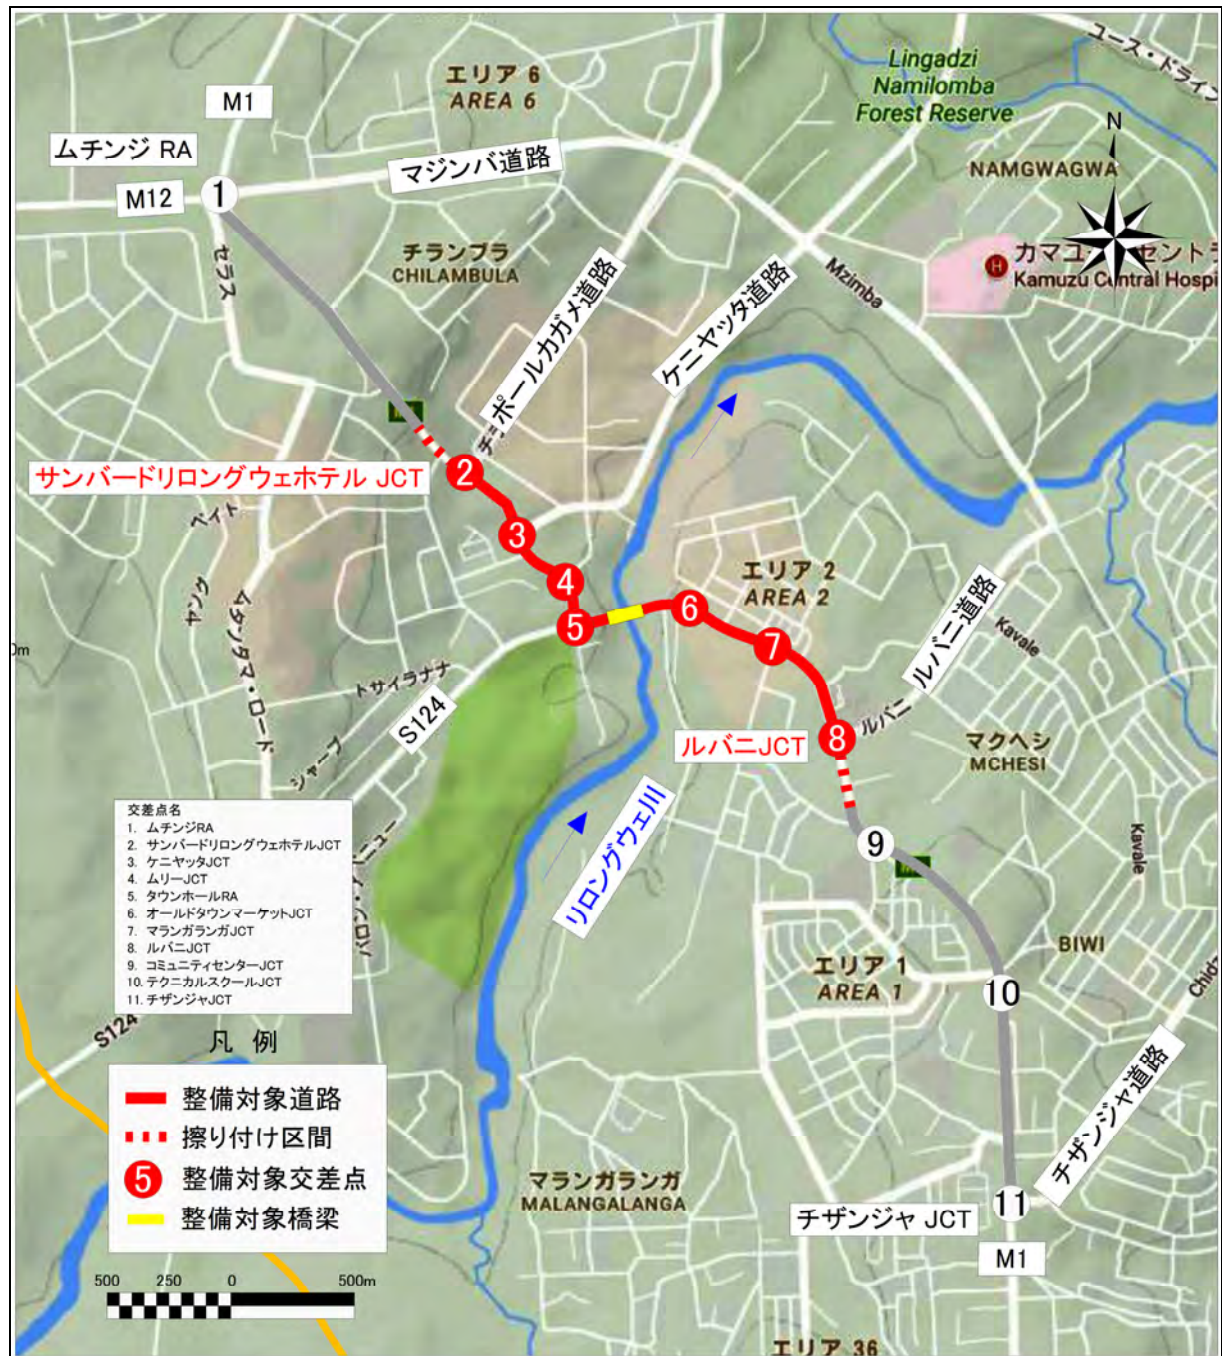 ユース・ドライブ
エリア 6
AREA 6
Lingadzi
Namilomba
Forest Reserve
M1
N
ムチンジ RA
マジンバ道路
NAMGWAGWA
M12
1
セラス
チランブラ
CHILAMBULA
ポールカガメ道路
ケニヤッタ道路
Mzimba
H
Kamuzu Central Hospi
サンバードリロングウェホテル JCT
2
3
4
5
6
7
8
エリア 2
AREA 2
ルバニ道路
Kavale
ルバニ
トサイラナナ
S124
シャープ
ムタンダマ・ロード
ルバニJCT
マクヘシ
MCHESI
Kavale
リロングウェ川
9
交差点名
1. ムチンジRA
2. サンバードリロングウェホテルJCT
3. ケニヤッタJCT
4. ムリーJCT
5. タウンホールRA
6. オールドタウンマーケットJCT
7. マランガランガJCT
8. ルバニJCT
9. コミュニティセンターJCT
10. テクニカルスクールJCT
11. チザンジャJCT
エリア 1
AREA 1
BIWI
10
S124
チザンジャ道路
凡 例
整備対象道路
擦り付け区間
5 整備対象交差点
整備対象橋梁
マランガランガ
MALANGALANGA
チザンジャ JCT
11
M1
500 250 0 500m
エリア 36